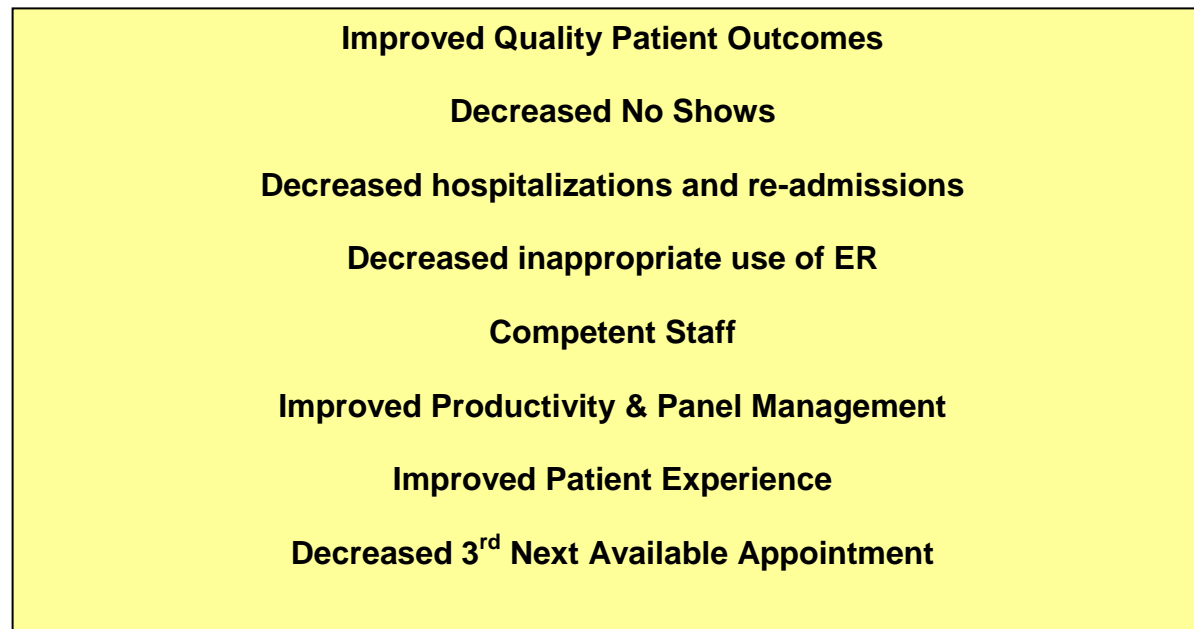 Improved Quality Patient Outcomes
Decreased No Shows
Decreased hospitalizations and re-admissions
Decreased inappropriate use of ER
Competent Staff
Improved Productivity & Panel Management
Improved Patient Experience
Decreased 3rd Next Available Appointment